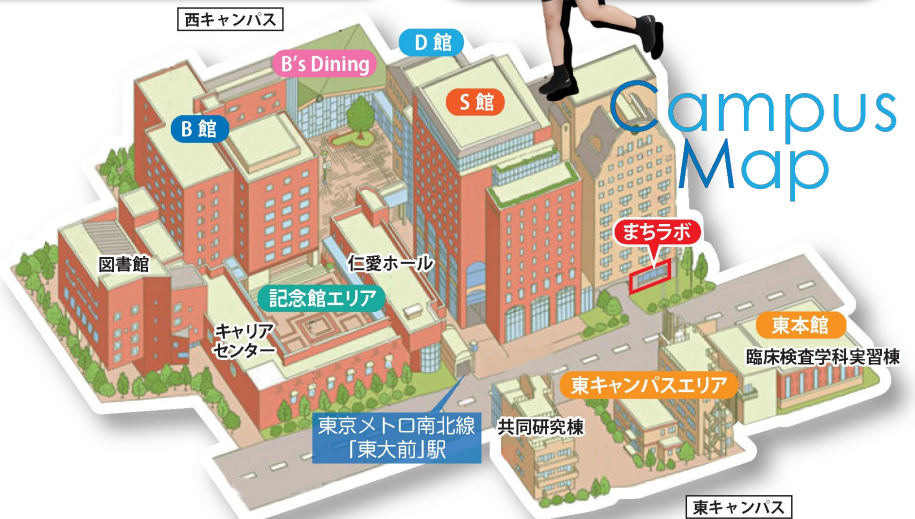 西キャンパス
D 館
B's Dining
S 館
Campus
Map
B 館
まちラボ
図書館
仁愛ホール
記念館エリア
キャリア
センター
東本館
臨床検査学科実習棟
東キャンパスエリア
東京メトロ南北線
「東大前」駅
共同研究棟
東キャンパス